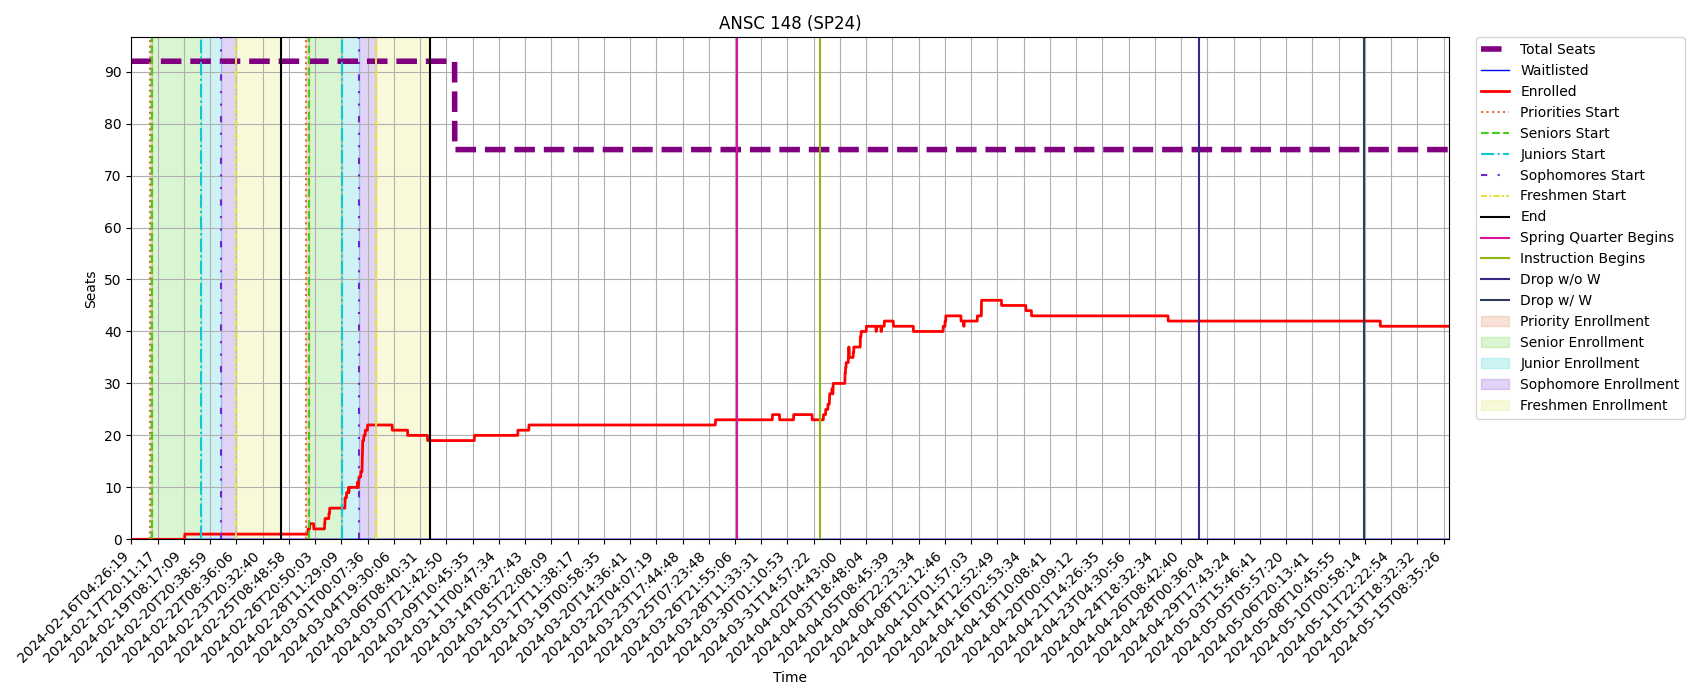 ANSC 148 (SP24)
Seats
90
80
70
60
50
40
30
20
10
0
2024-02-16T04:26:19
2024-02-17T20:11:17
2024-02-19T08:17:09
2024-02-20T20:38:59
2024-02-22T08:36:06
2024-02-23T20:32:40
2024-02-25T08:48:58
2024-02-26T20:50:03
2024-02-28T11:29:09
2024-03-01T00:07:36
2024-03-04T19:30:06
2024-03-06T08:40:31
2024-03-07T21:42:50
2024-03-09T10:45:35
2024-03-11T00:47:34
2024-03-14T08:27:43
2024-03-15T22:08:09
2024-03-17T11:38:17
2024-03-19T00:58:35
2024-03-20T14:36:41
2024-03-22T04:07:19
2024-03-23T17:44:48
2024-03-25T07:23:48
2024-03-26T21:55:06
2024-03-28T11:33:31
2024-03-30T01:10:53
2024-03-31T14:57:22
2024-04-02T04:43:00
2024-04-03T18:48:04
2024-04-05T08:45:39
2024-04-06T22:23:34
2024-04-08T12:12:46
2024-04-10T01:57:03
2024-04-14T12:52:49
2024-04-16T02:53:34
2024-04-18T10:08:41
2024-04-20T00:09:12
2024-04-21T14:26:35
2024-04-23T04:30:56
2024-04-24T18:32:34
2024-04-26T08:42:40
2024-04-28T00:36:04
2024-04-29T17:43:24
2024-05-03T15:46:41
2024-05-05T05:57:20
2024-05-06T20:13:41
2024-05-08T10:45:55
2024-05-10T00:58:14
2024-05-11T22:22:54
2024-05-13T18:32:32
2024-05-15T08:35:26
Time
Total Seats
Waitlisted
Enrolled
Priorities Start
Seniors Start
Juniors Start
Sophomores Start
Freshmen Start
End
Spring Quarter Begins
Instruction Begins
Drop w/o W
Drop w/ W
Priority Enrollment
Senior Enrollment
Junior Enrollment
Sophomore Enrollment
Freshmen Enrollment